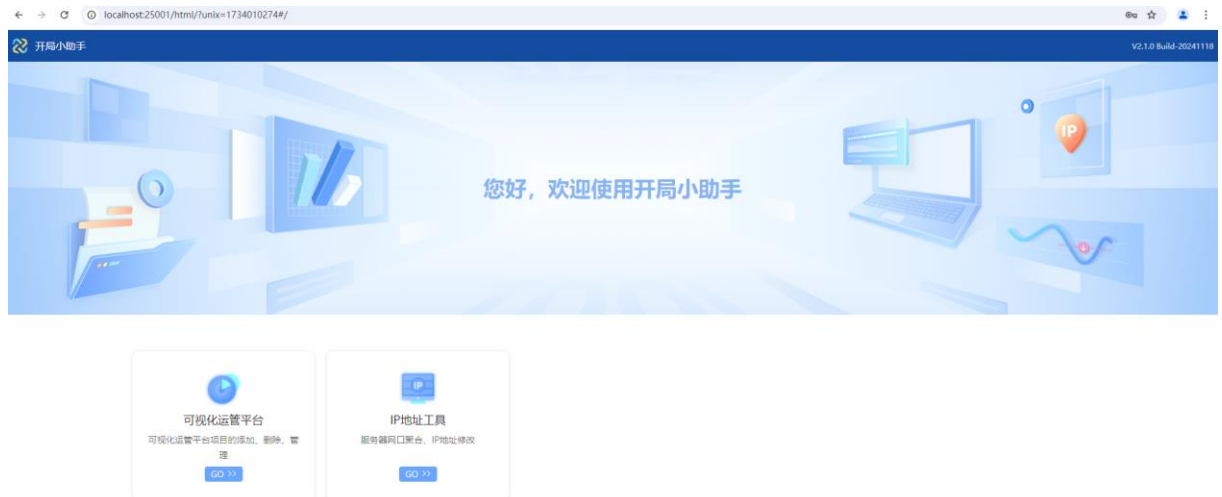 localhost:25001/html/?unix=1734010274#/
开局小助手
V2.1.0 Build-20241118
IP
您好，欢迎使用开局小助手
IP
可视化运管平台
IP地址工具
可视化运管平台项目的添加、删除、管
理
服务器网口聚合、IP地址修改
GO >>
GO >>